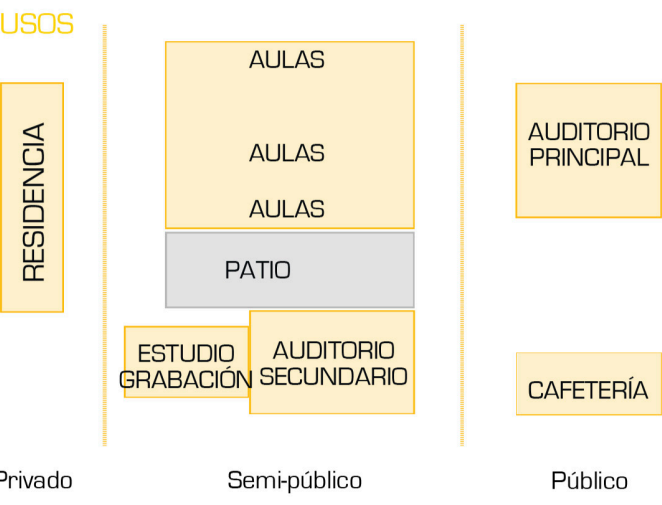 USOS
RESIDENCIA
AULAS
AULAS
AULAS
PATIO
ESTUDIO
GRABACIÓN
AUDITORIO
SECUNDARIO
AUDITORIO
PRINCIPAL
CAFETERÍA
Privado
Semi-público
Público